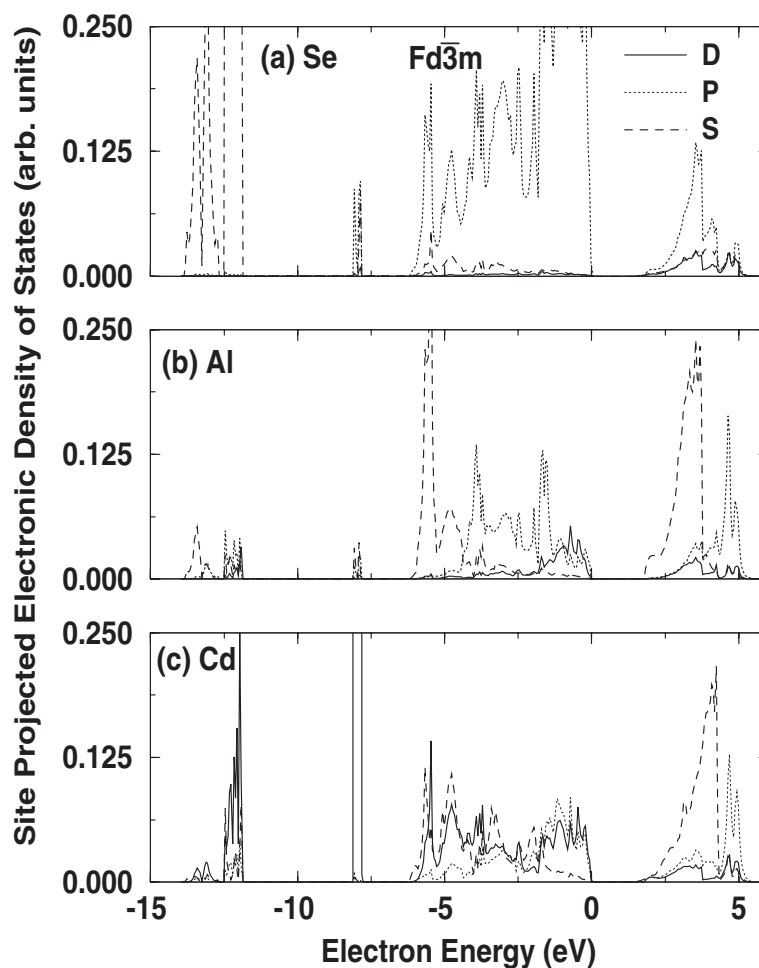 Site Projected Electronic Density of States (arb. units)
0.250
(a) Se
Fd3̅m
D
P
S
0.125
0.000
0.250
(b) Al
0.125
0.000
0.250
(c) Cd
0.125
0.000
-15 -10 -5 0 5
Electron Energy (eV)